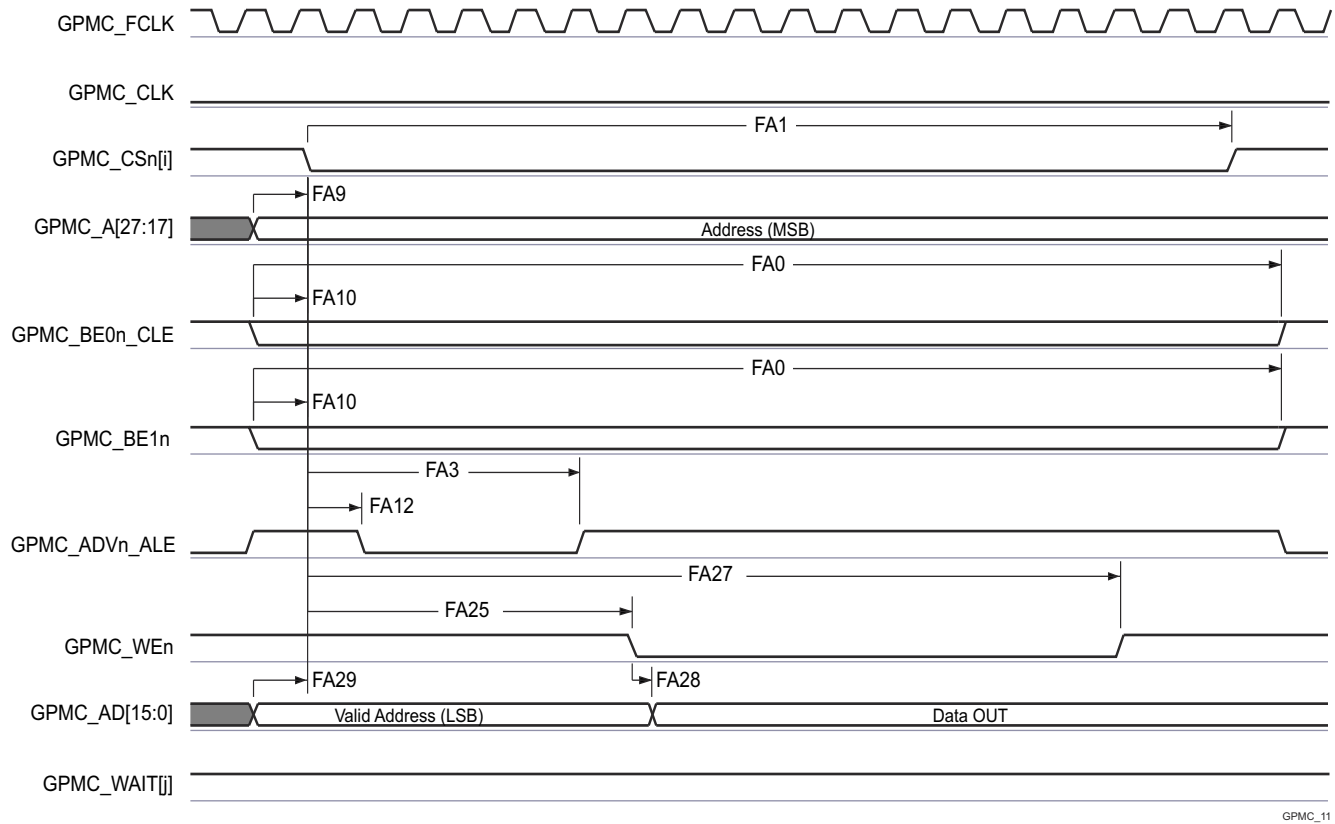 GPMC_FCLK
GPMC_CLK
FA1
GPMC_CSn[i]
FA9
GPMC_A[27:17]
Address (MSB)
FA0
FA10
GPMC_BE0n_CLE
FA0
FA10
GPMC_BE1n
FA3
FA12
GPMC_ADVn_ALE
FA27
FA25
GPMC_WEn
FA29
FA28
GPMC_AD[15:0]
Valid Address (LSB)
Data OUT
GPMC_WAIT[j]
GPMC_11